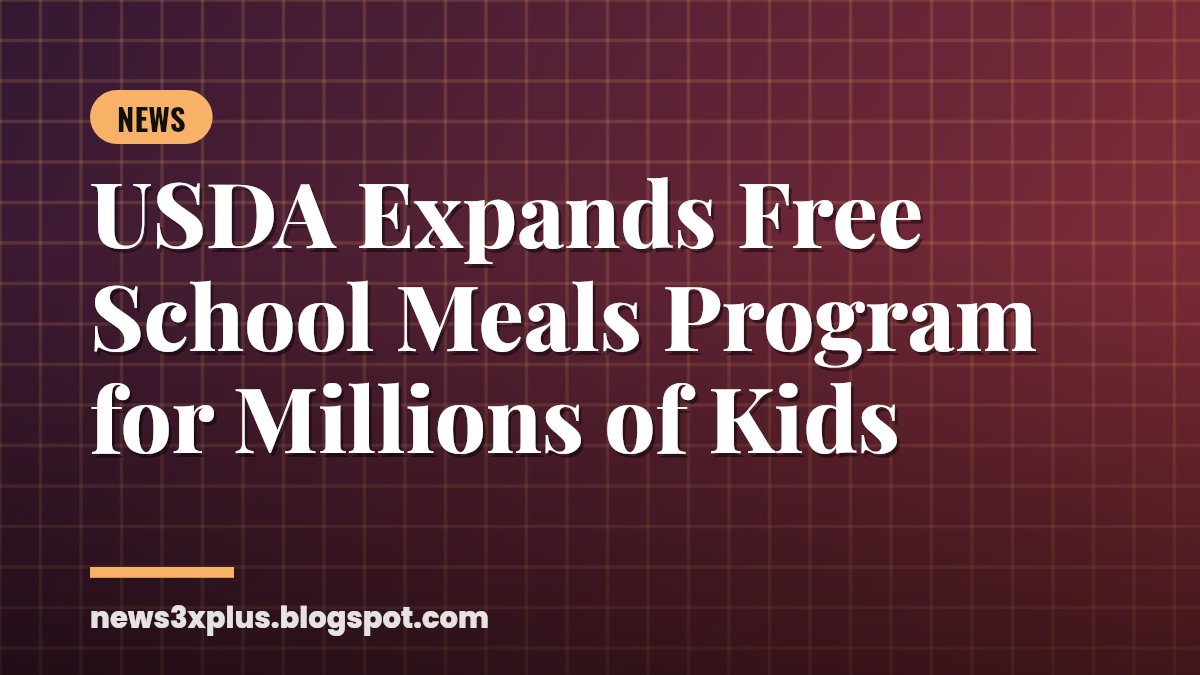 NEWS
USDA Expands Free
School Meals Program
for Millions of Kids
news3xplus.blogspot.com